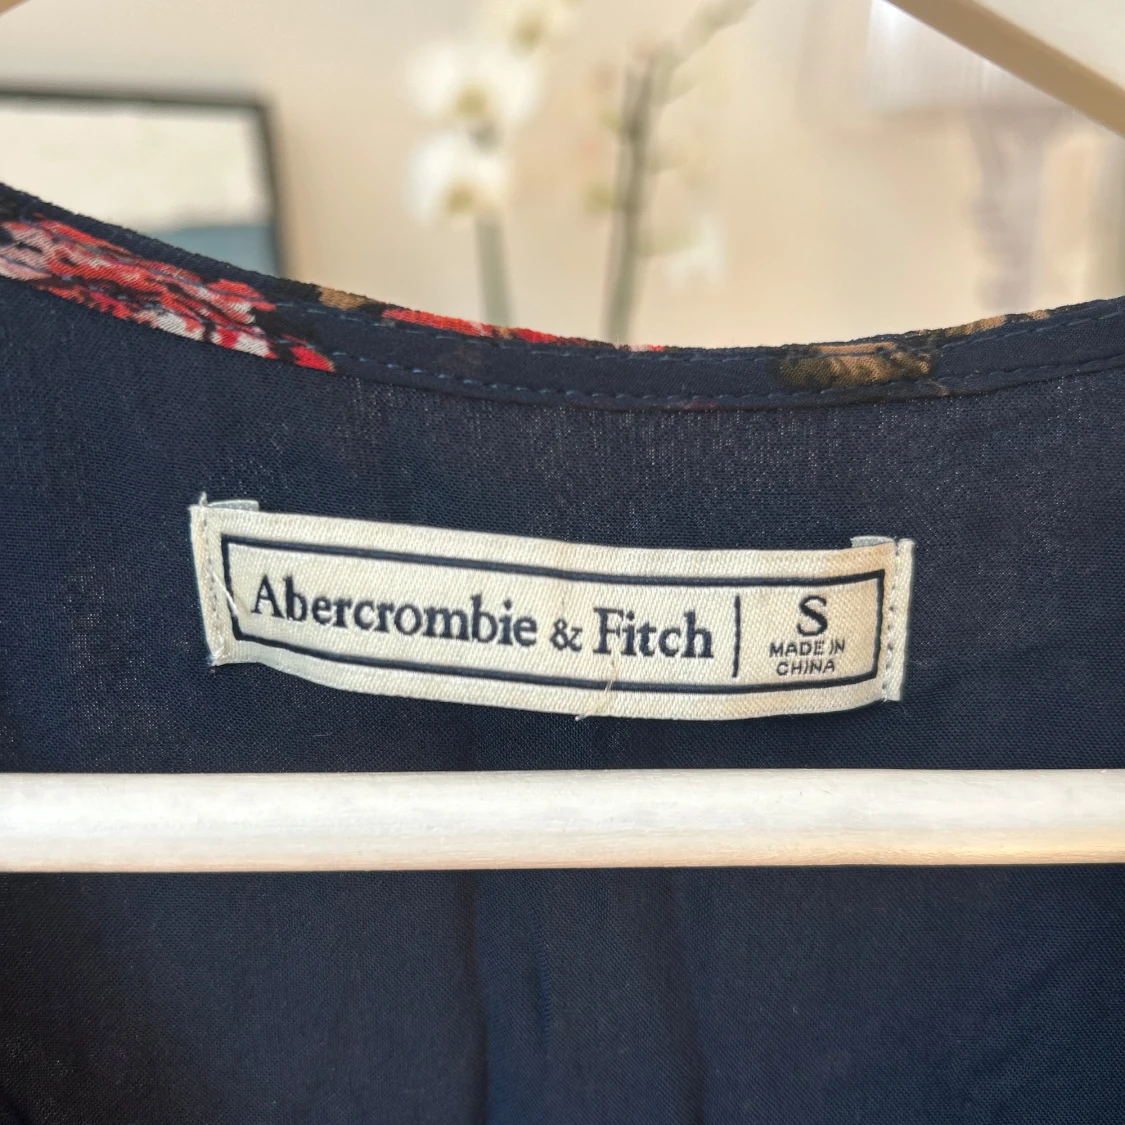 Abercrombie & Fitch
S
MADE IN
CHINA